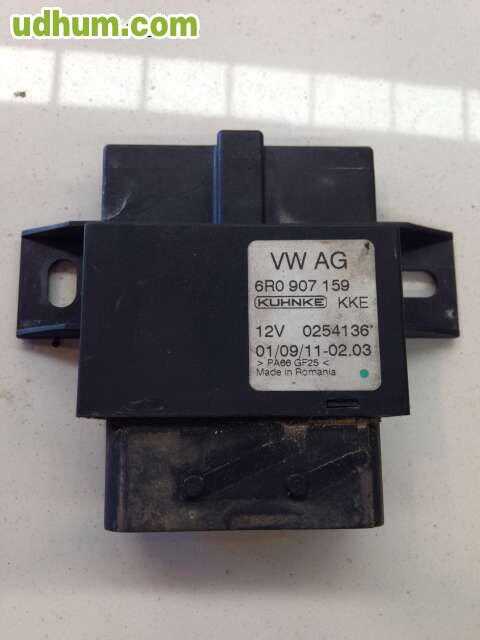 udhum.com
VW AG
6R0 907 159
KUHNKE KKE
12V 0254136*
01/09/11-02.03
> PA66 GF25 <
Made in Romania